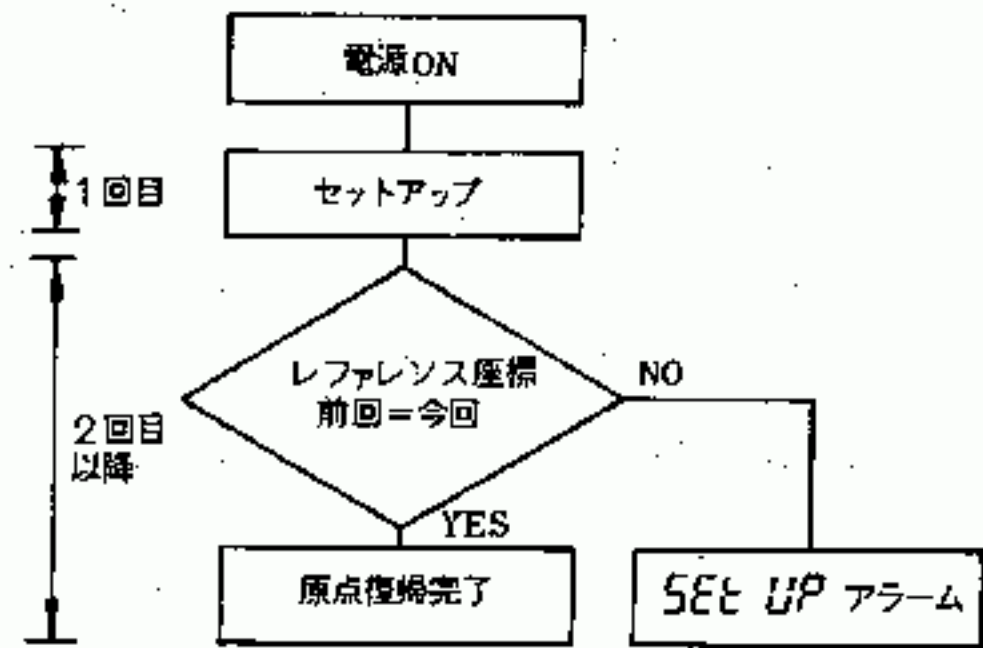 電源ON
1回目
セットアップ
レファレンス座標
前回=今回
NO
2回目
以降
YES
原点復帰完了
SEt UP アラーム